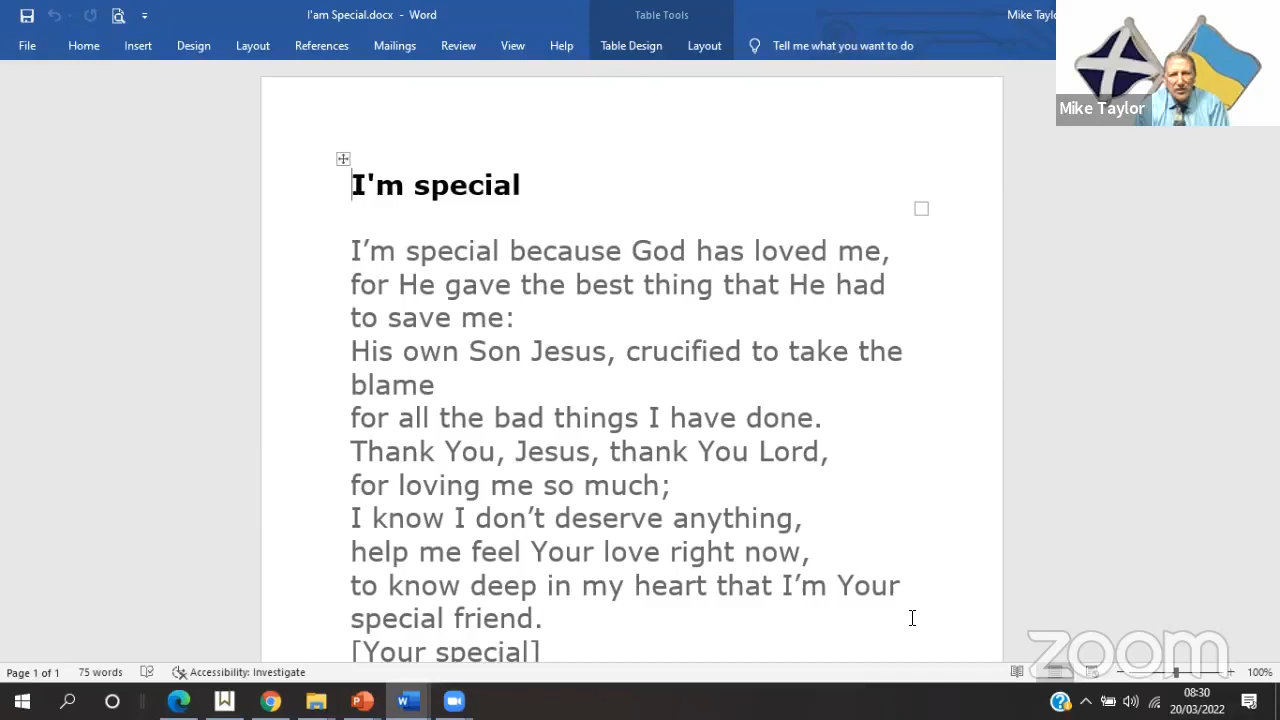 I'am Special.docx - Word
Table Tools
Mike Taylo
File Home Insert Design Layout References Mailings Review View Help Table Design Layout Tell me what you want to do
Mike Taylor
I'm special
I’m special because God has loved me,
for He gave the best thing that He had
to save me:
His own Son Jesus, crucified to take the
blame
for all the bad things I have done.
Thank You, Jesus, thank You Lord,
for loving me so much;
I know I don’t deserve anything,
help me feel Your love right now,
to know deep in my heart that I’m Your
special friend.
[Your special]
zoom
Page 1 of 1 75 words Accessibility: Investigate 100%
08:30
20/03/2022